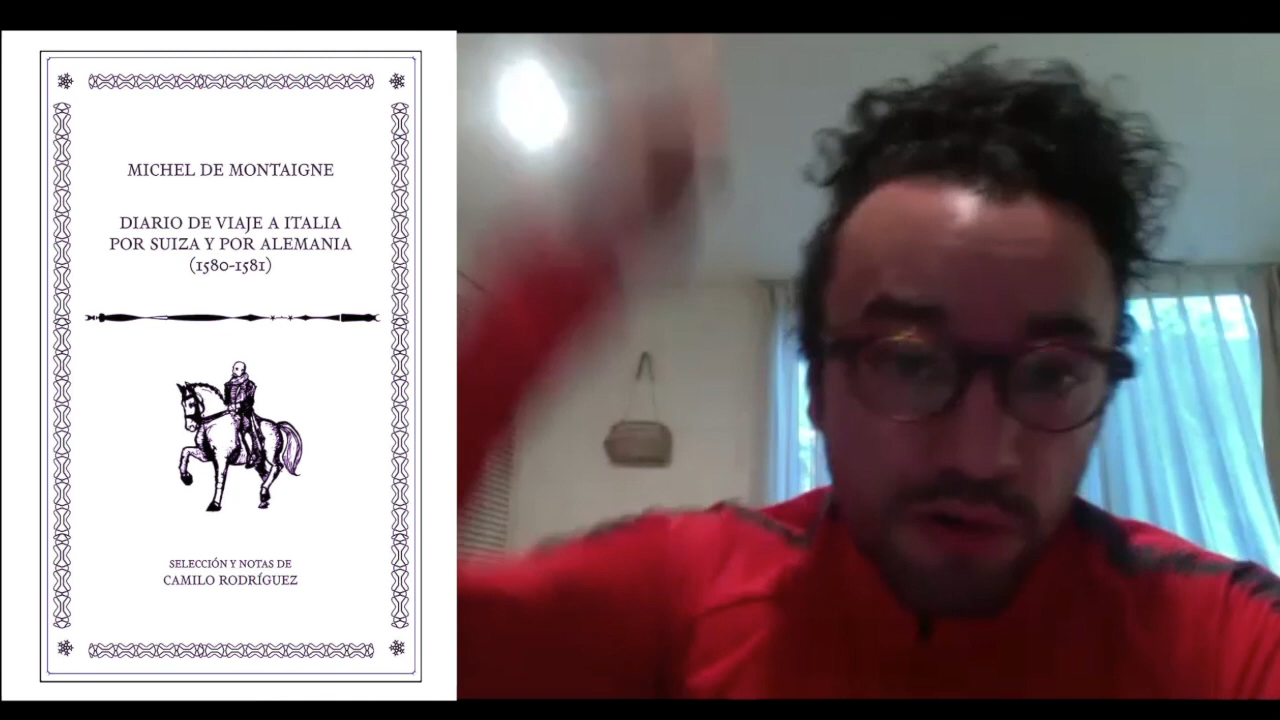 MICHEL DE MONTAIGNE
DIARIO DE VIAJE A ITALIA
POR SUIZA Y POR ALEMANIA
(1580-1581)
SELECCIÓN Y NOTAS DE
CAMILO RODRÍGUEZ